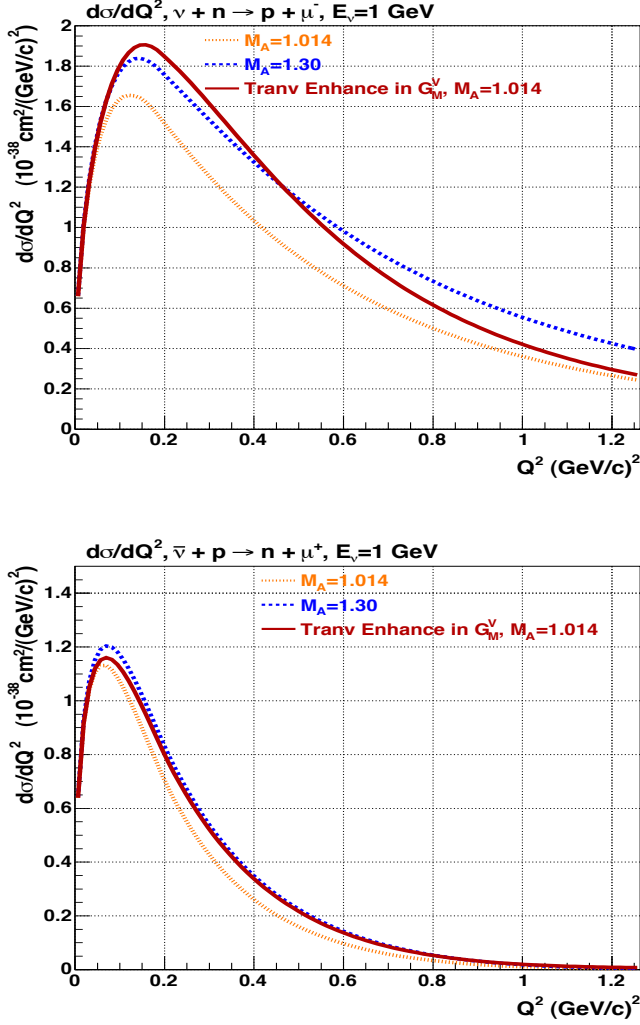 dσ/dQ², ν + n → p + μ⁻, E_ν=1 GeV
M_A=1.014
M_A=1.30
Tranv Enhance in G_M^V, M_A=1.014
dσ/dQ² (10⁻³⁸ cm²/(GeV/c)²)
2
1.8
1.6
1.4
1.2
1
0.8
0.6
0.4
0.2
0
0 0.2 0.4 0.6 0.8 1 1.2
Q² (GeV/c)²
dσ/dQ², ν̅ + p → n + μ⁺, E_ν=1 GeV
M_A=1.014
M_A=1.30
Tranv Enhance in G_M^V, M_A=1.014
dσ/dQ² (10⁻³⁸ cm²/(GeV/c)²)
1.4
1.2
1
0.8
0.6
0.4
0.2
0
0 0.2 0.4 0.6 0.8 1 1.2
Q² (GeV/c)²